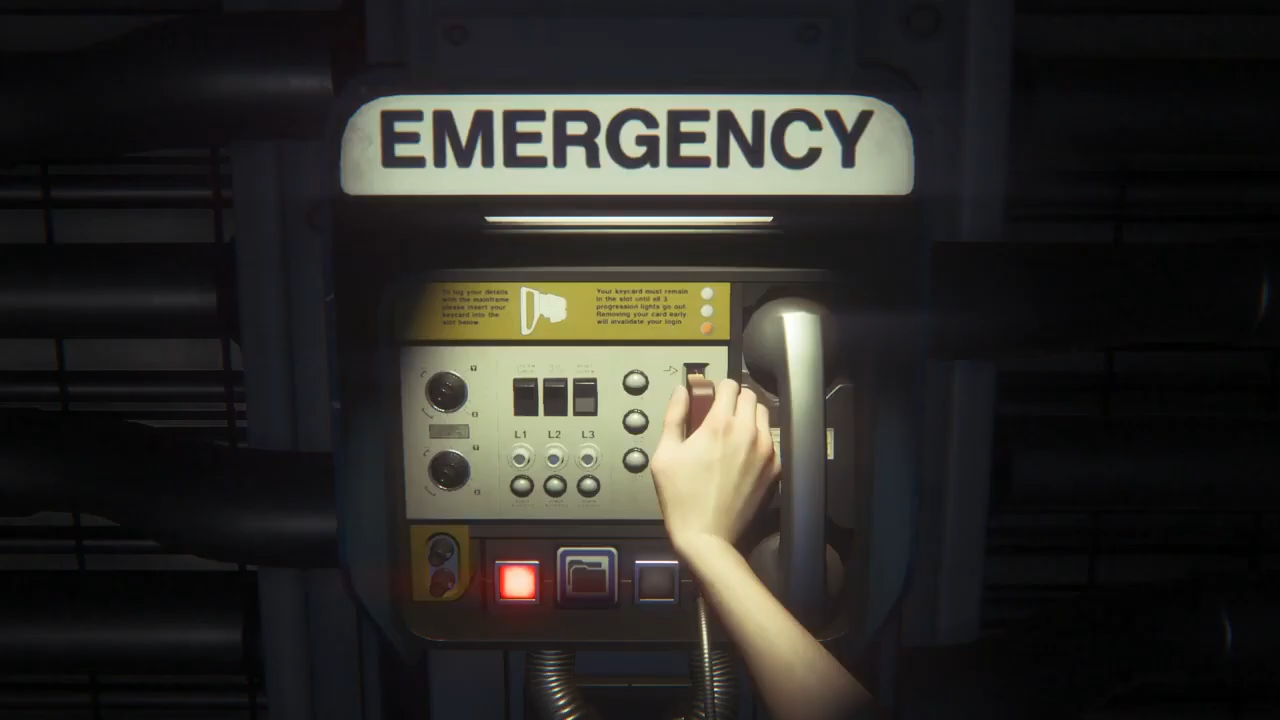 EMERGENCY
To log your details
with the mainframe
please insert your
keycard into the
slot below
Your keycard must remain
in the slot until all 3
progression lights go out.
Removing your card early
will invalidate your login
L1 L2 L3